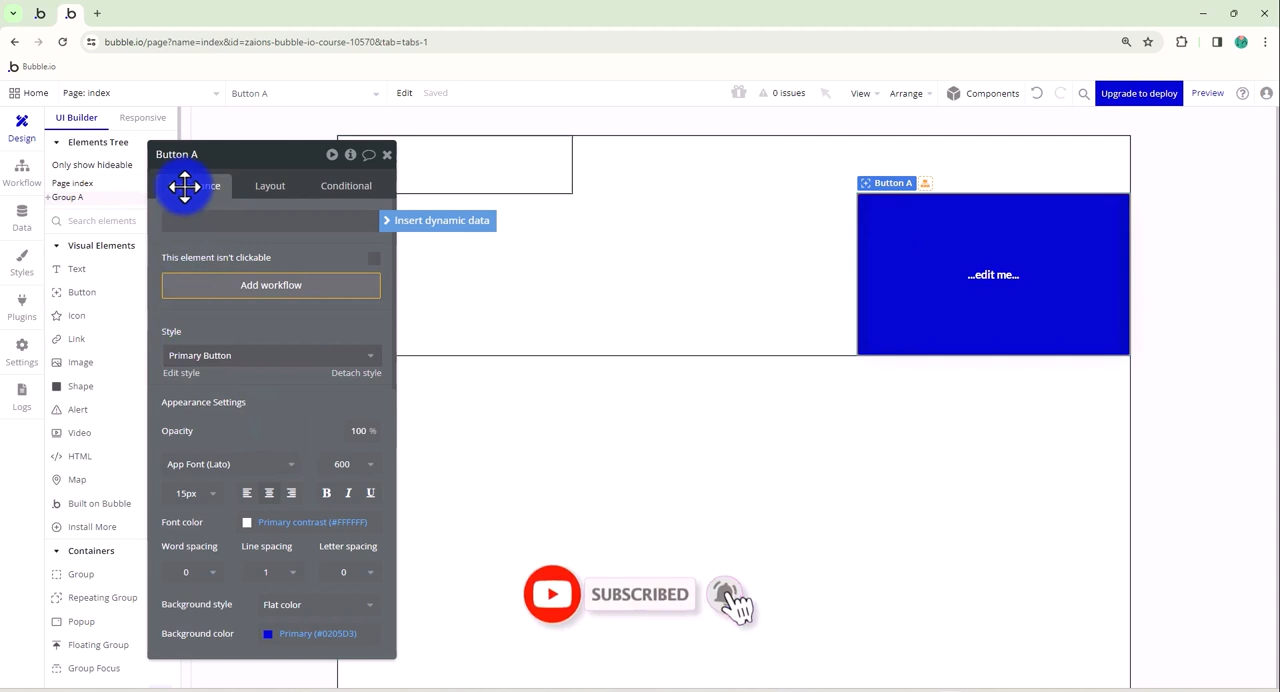 bubble.io/page?name=index&id=zaions-bubble-io-course-10570&tab=tabs-1
Bubble.io
Home
Page: index
Button A
Edit
Saved
0 issues
View
Arrange
Components
Upgrade to deploy
Preview
Design
Workflow
Data
Styles
Plugins
Settings
Logs
UI Builder
Responsive
Elements Tree
Only show hideable
Page index
Group A
Search elements
Visual Elements
Text
Button
Icon
Link
Image
Shape
Alert
Video
HTML
Map
Built on Bubble
Install More
Containers
Group
Repeating Group
Popup
Floating Group
Group Focus
Button A
Layout
Conditional
Insert dynamic data
This element isn't clickable
Add workflow
Style
Primary Button
Edit style
Detach style
Appearance Settings
Opacity
100 %
App Font (Lato)
600
15px
B I U
Font color
Primary contrast (#FFFFFF)
Word spacing
Line spacing
Letter spacing
0
1
0
Background style
Flat color
Background color
Primary (#0205D3)
Button A
...edit me...
SUBSCRIBED